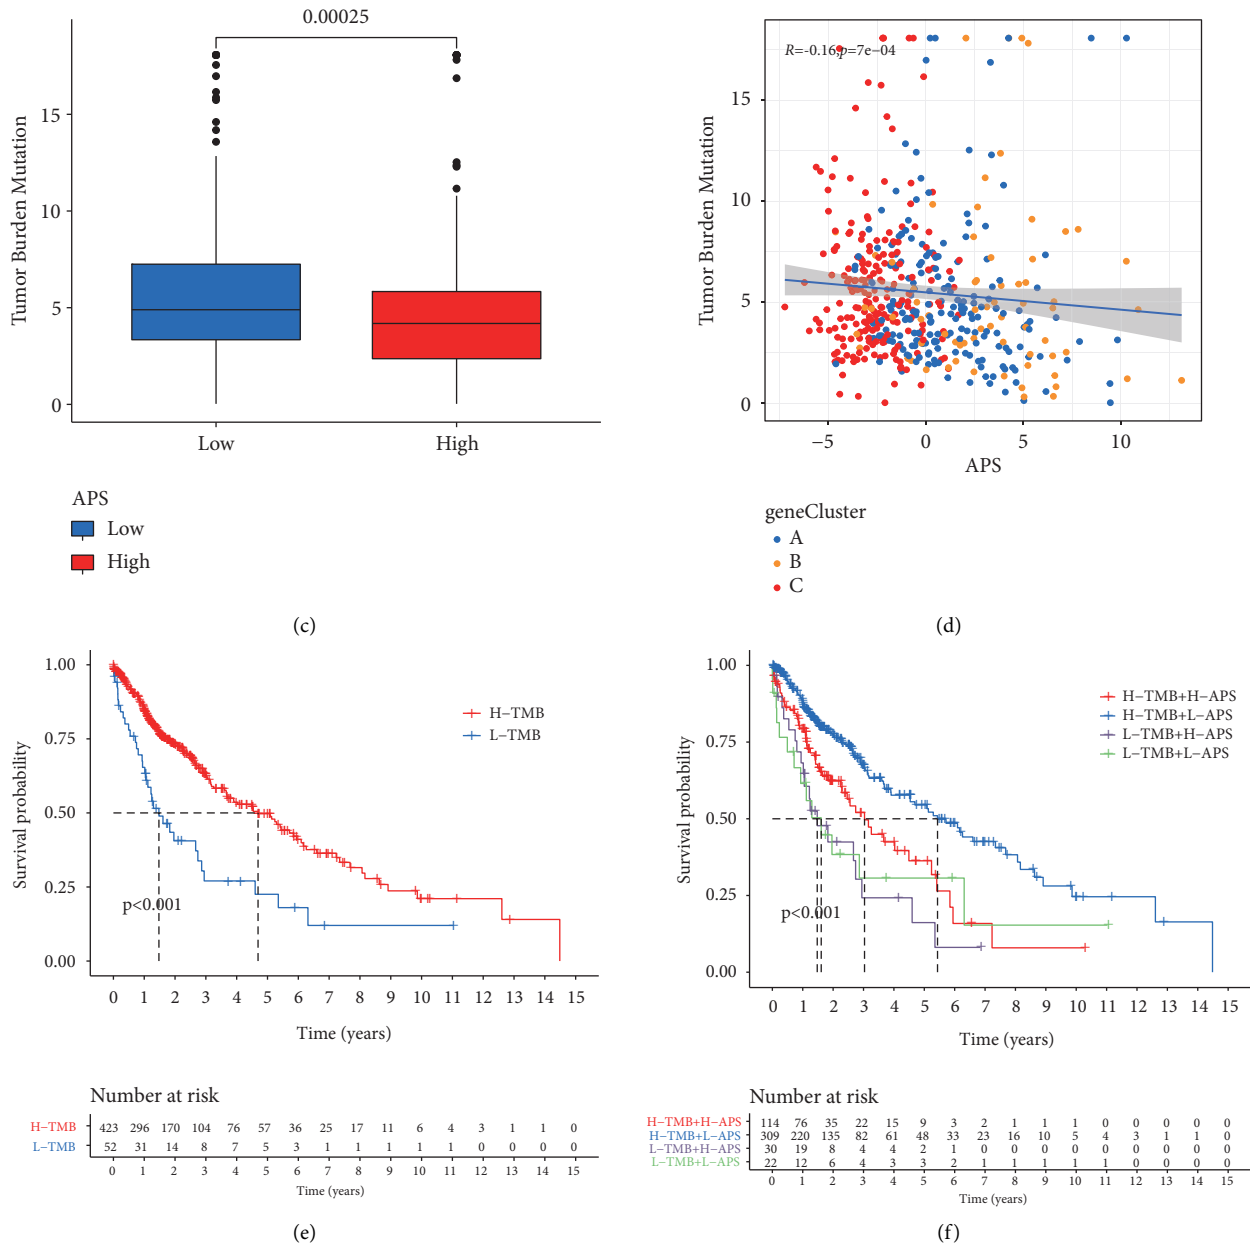 0.00025
Tumor Burden Mutation
15
10
5
0
Low
High
APS
Low
High
(c)
R=-0.16,p=7e−04
Tumor Burden Mutation
15
10
5
0
−5 0 5 10
APS
geneCluster
A
B
C
(d)
1.00
0.75
0.50
0.25
0.00
Survival probability
H−TMB
L−TMB
p<0.001
0 1 2 3 4 5 6 7 8 9 10 11 12 13 14 15
Time (years)
Number at risk
H−TMB 423 296 170 104 76 57 36 25 17 11 6 4 3 1 1 0
L−TMB 52 31 14 8 7 5 3 1 1 1 1 1 0 0 0 0
0 1 2 3 4 5 6 7 8 9 10 11 12 13 14 15
Time (years)
(e)
1.00
0.75
0.50
0.25
0.00
Survival probability
H−TMB+H−APS
H−TMB+L−APS
L−TMB+H−APS
L−TMB+L−APS
p<0.001
0 1 2 3 4 5 6 7 8 9 10 11 12 13 14 15
Time (years)
Number at risk
H−TMB+H−APS 114 76 35 22 15 9 3 2 1 1 1 0 0 0 0 0
H−TMB+L−APS 309 220 135 82 61 48 33 23 16 10 5 4 3 1 1 0
L−TMB+H−APS 30 19 8 4 4 2 1 0 0 0 0 0 0 0 0 0
L−TMB+L−APS 22 12 6 4 3 3 2 1 1 1 1 1 0 0 0 0
0 1 2 3 4 5 6 7 8 9 10 11 12 13 14 15
Time (years)
(f)